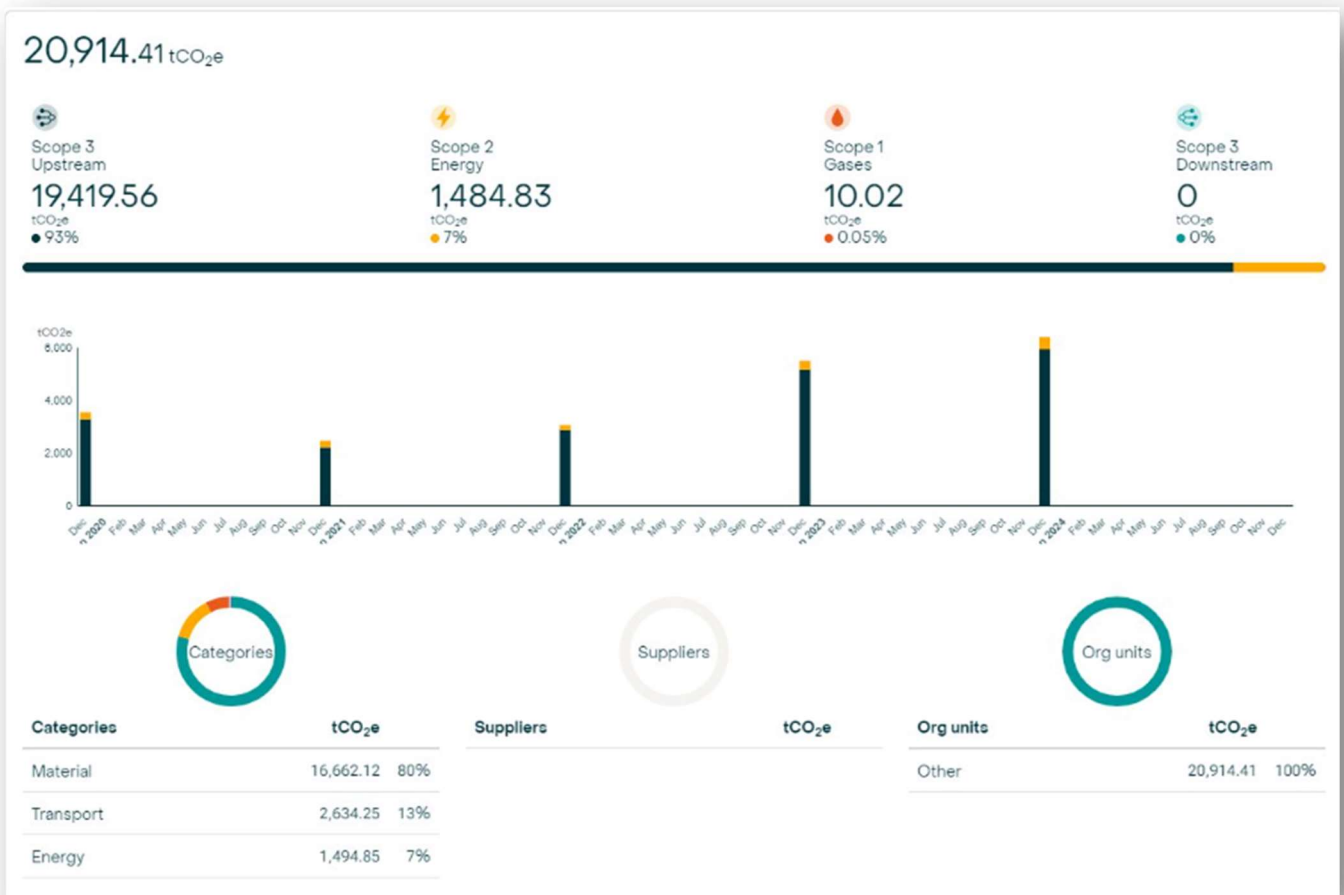 20,914.41 tCO₂e
Scope 3 Upstream
19,419.56
tCO₂e
93%
Scope 2 Energy
1,484.83
tCO₂e
7%
Scope 1 Gases
10.02
tCO₂e
0.05%
Scope 3 Downstream
0
tCO₂e
0%
tCO2e
6,000
4,000
2,000
0
Dec n 2020 Feb Mar Apr May Jun Jul Aug Sep Oct Nov Dec n 2021 Feb Mar Apr May Jun Jul Aug Sep Oct Nov Dec n 2022 Feb Mar Apr May Jun Jul Aug Sep Oct Nov Dec n 2023 Feb Mar Apr May Jun Jul Aug Sep Oct Nov Dec n 2024 Feb Mar Apr May Jun Jul Aug Sep Oct Nov Dec
Categories
Categories tCO₂e
Material 16,662.12 80%
Transport 2,634.25 13%
Energy 1,494.85 7%
Suppliers
Suppliers tCO₂e
Org units
Org units tCO₂e
Other 20,914.41 100%